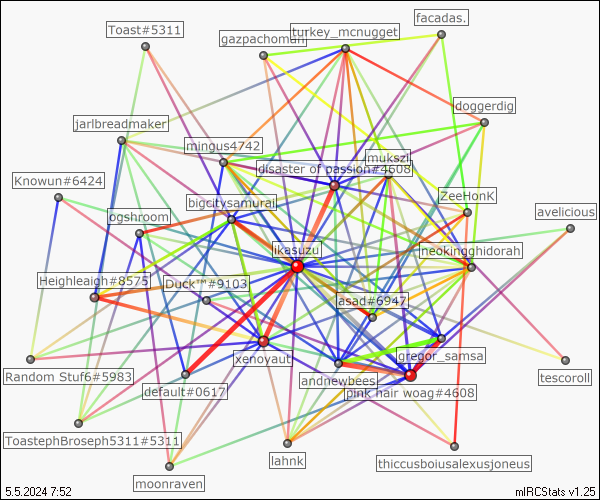 facadas.
Toast#5311
turkey_mcnugget
gazpachoman
doggerdig
jarlbreadmaker
mingus4742
mukszi
disaster of passion#4608
Knowun#6424
ZeeHonK
bigcitysamurai
avelicious
ogshroom
likasuzu
neokingghidorah
Heighleaigh#8575
Duck™#9103
asad#6947
xenoyaut
gregor_samsa
Random Stuf6#5983
andnewbees
tescoroll
default#0617
pink hair woag#4608
ToastephBroseph5311#5311
lahnk
thiccusboiusalexusjoneus
moonraven
5.5.2024 7:52
mIRCStats v1.25